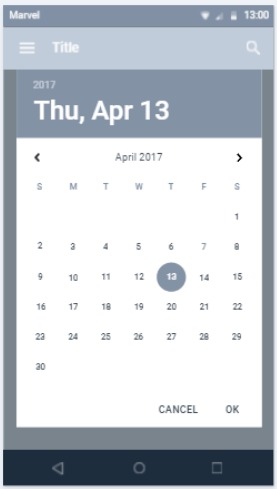 Marvel 13:00
Title
2017
Thu, Apr 13
April 2017
S M T W T F S
1
2 3 4 5 6 7 8
9 10 11 12 13 14 15
16 17 18 19 20 21 22
23 24 25 26 27 28 29
30
CANCEL OK